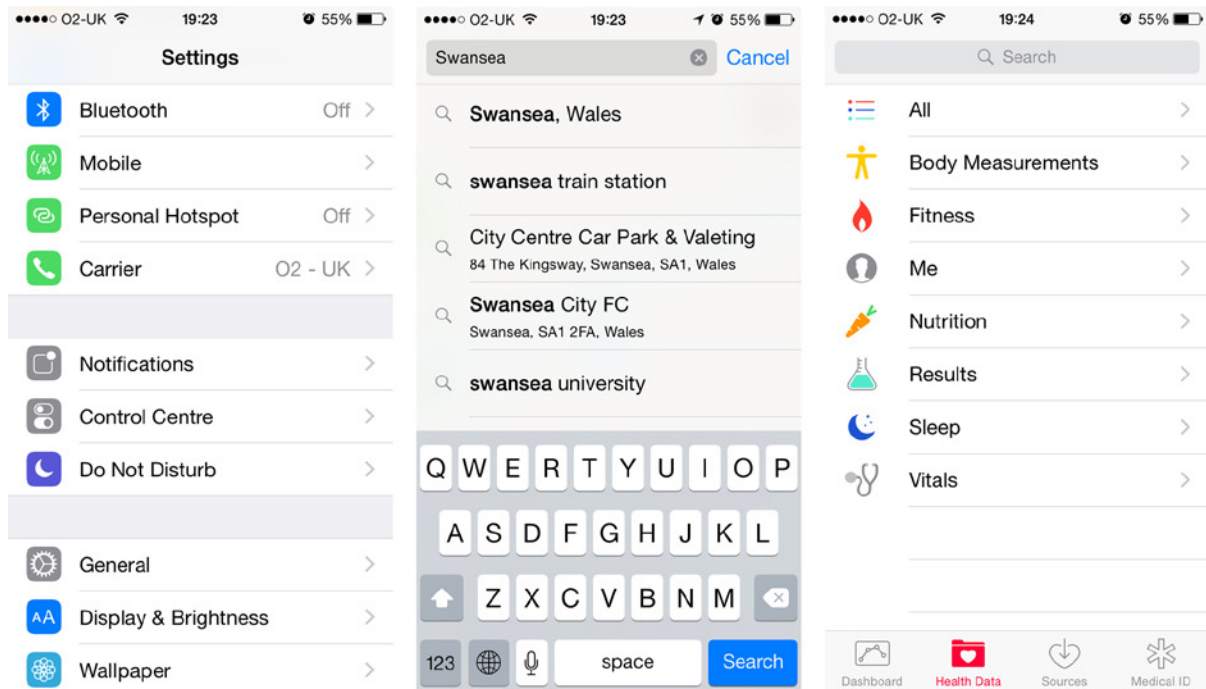 O2-UK 19:23 55%
Settings
Bluetooth Off
Mobile
Personal Hotspot Off
Carrier O2 - UK
Notifications
Control Centre
Do Not Disturb
General
AA Display & Brightness
Wallpaper
O2-UK 19:23 55%
Swansea Cancel
Swansea, Wales
swansea train station
City Centre Car Park & Valeting
84 The Kingsway, Swansea, SA1, Wales
Swansea City FC
Swansea, SA1 2FA, Wales
swansea university
Q W E R T Y U I O P
A S D F G H J K L
Z X C V B N M
123 space Search
O2-UK 19:24 55%
Search
All
Body Measurements
Fitness
Me
Nutrition
Results
Sleep
Vitals
Dashboard Health Data Sources Medical ID